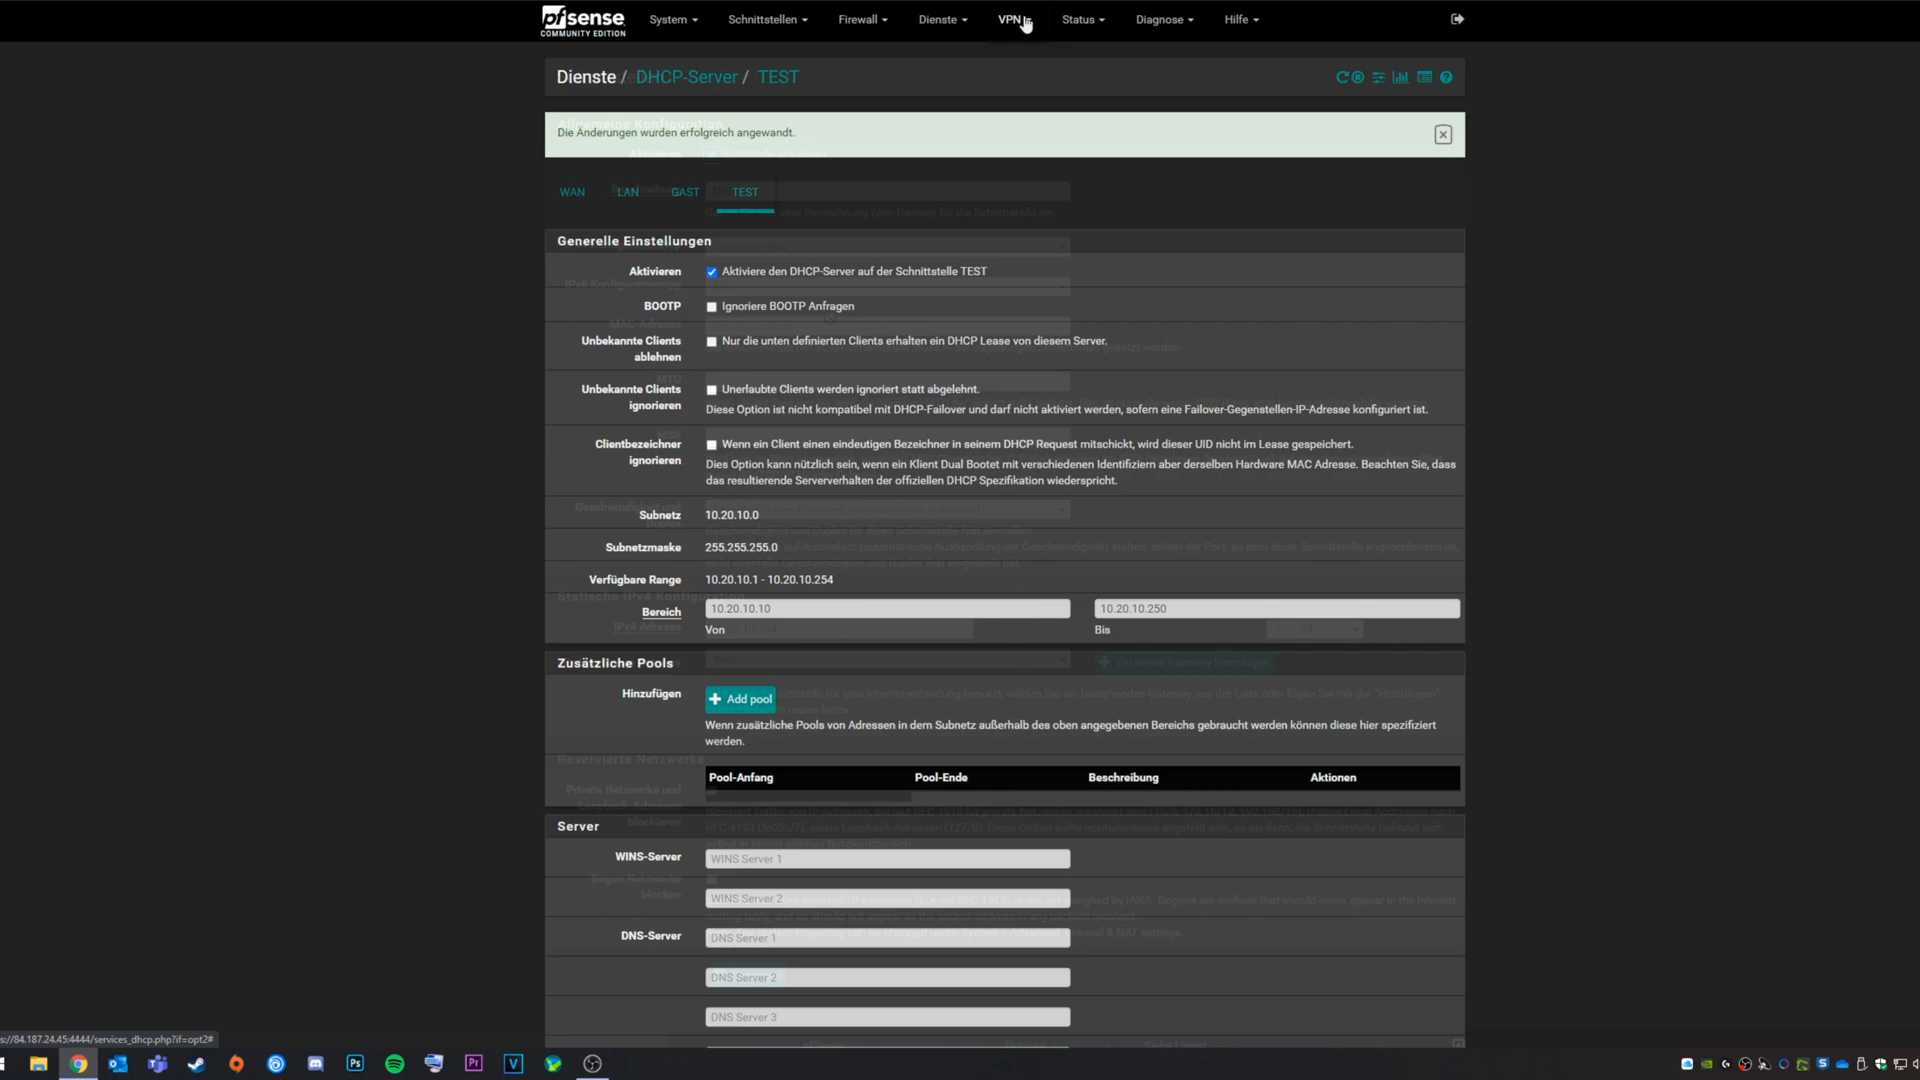 pfsense
COMMUNITY EDITION
System
Schnittstellen
Firewall
Dienste
VPN
Status
Diagnose
Hilfe
Dienste / DHCP-Server / TEST
Die Änderungen wurden erfolgreich angewandt.
WAN
LAN
GAST
TEST
Generelle Einstellungen
Aktivieren
Aktiviere den DHCP-Server auf der Schnittstelle TEST
BOOTP
Ignoriere BOOTP Anfragen
Unbekannte Clients
ablehnen
Nur die unten definierten Clients erhalten ein DHCP Lease von diesem Server.
Unbekannte Clients
ignorieren
Unerlaubte Clients werden ignoriert statt abgelehnt.
Diese Option ist nicht kompatibel mit DHCP-Failover und darf nicht aktiviert werden, sofern eine Failover-Gegenstellen-IP-Adresse konfiguriert ist.
Clientbezeichner
ignorieren
Wenn ein Client einen eindeutigen Bezeichner in seinem DHCP Request mitschickt, wird dieser UID nicht im Lease gespeichert.
Dies Option kann nützlich sein, wenn ein Klient Dual Bootet mit verschiedenen Identifiziern aber derselben Hardware MAC Adresse. Beachten Sie, dass
das resultierende Serververhalten der offiziellen DHCP Spezifikation wiederspricht.
Subnetz
10.20.10.0
Subnetzmaske
255.255.255.0
Verfügbare Range
10.20.10.1 - 10.20.10.254
Bereich
10.20.10.10
10.20.10.250
Von
Bis
Zusätzliche Pools
Hinzufügen
Add pool
Wenn zusätzliche Pools von Adressen in dem Subnetz außerhalb des oben angegebenen Bereichs gebraucht werden können diese hier spezifiziert
werden.
Pool-Anfang
Pool-Ende
Beschreibung
Aktionen
Server
WINS-Server
WINS Server 1
WINS Server 2
DNS-Server
DNS Server 1
DNS Server 2
DNS Server 3
s://84.187.24.45:4444/services_dhcp.php?if=opt2#